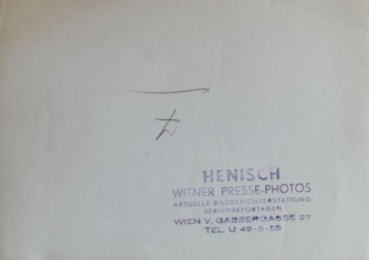 HENISCH
WIENER PRESSE-PHOTOS
AKTUELLE BILDBERICHTERSTATTUNG
SERIENREPORTAGEN
WIEN V, GASSERGASSE 27
TEL. U 49-5-55